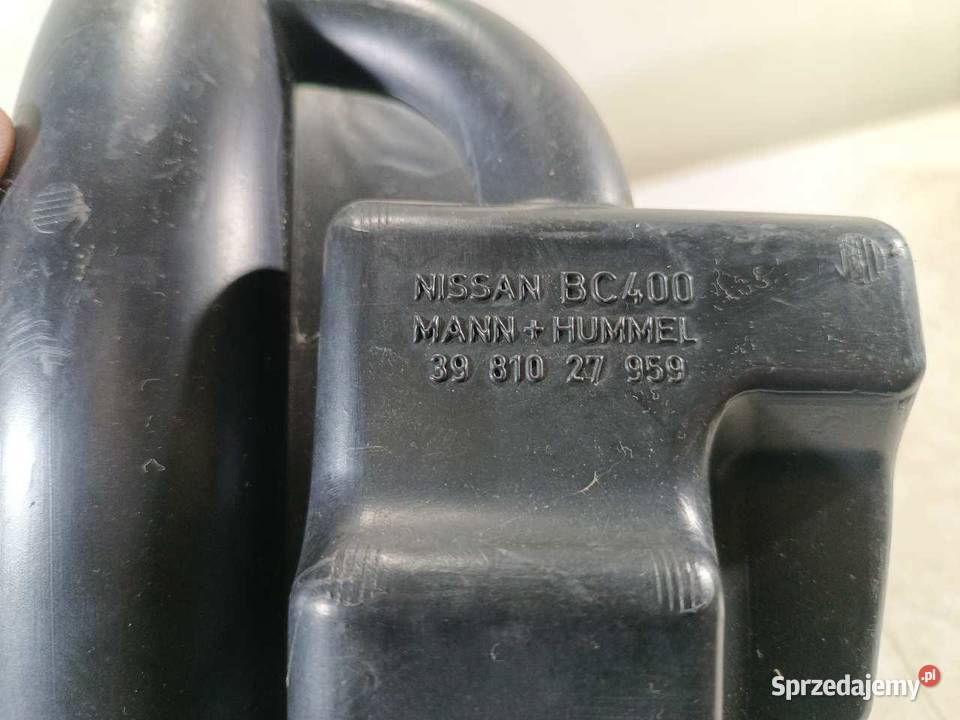 NISSAN BC400
MANN + HUMMEL
39 810 27 959
Sprzedajemy.pl